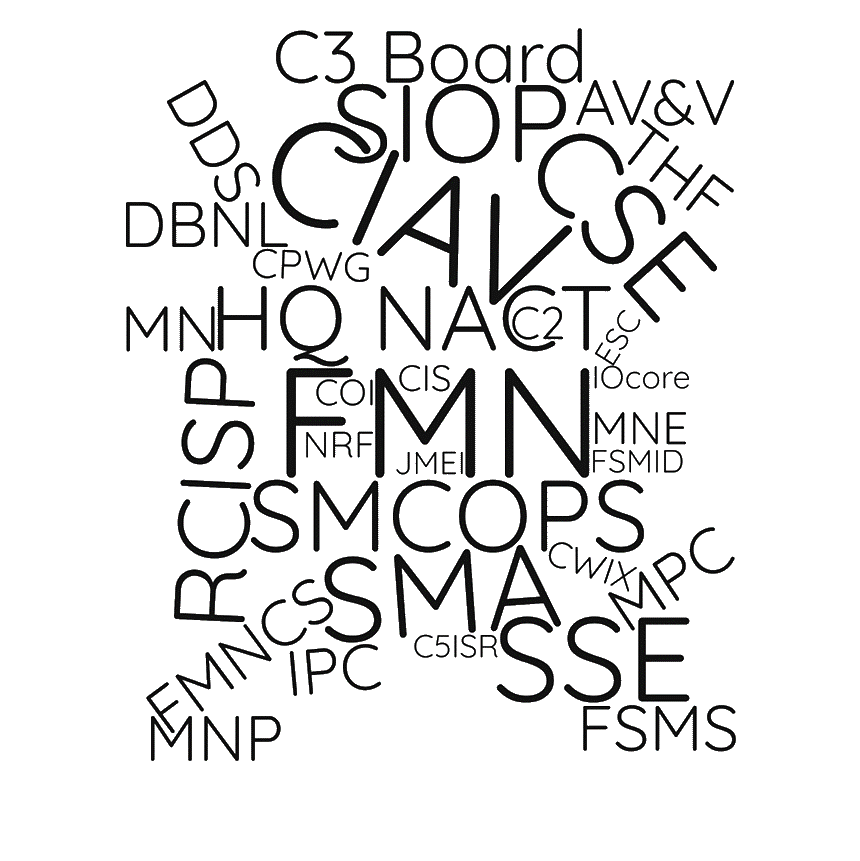 C3 Board
SIOP
AV&V
DDS
THF
CIAV
CSE
DBNL
CPWG
MN
HQ NACT
C2
ESC
COI
CIS
IOcore
FMN
RCISP
NRF
JMEI
MNE
FSMID
SMCOPS
CWIX
MPC
SMA
FMNCS
C5ISR
IPC
SSE
MNP
FSMS